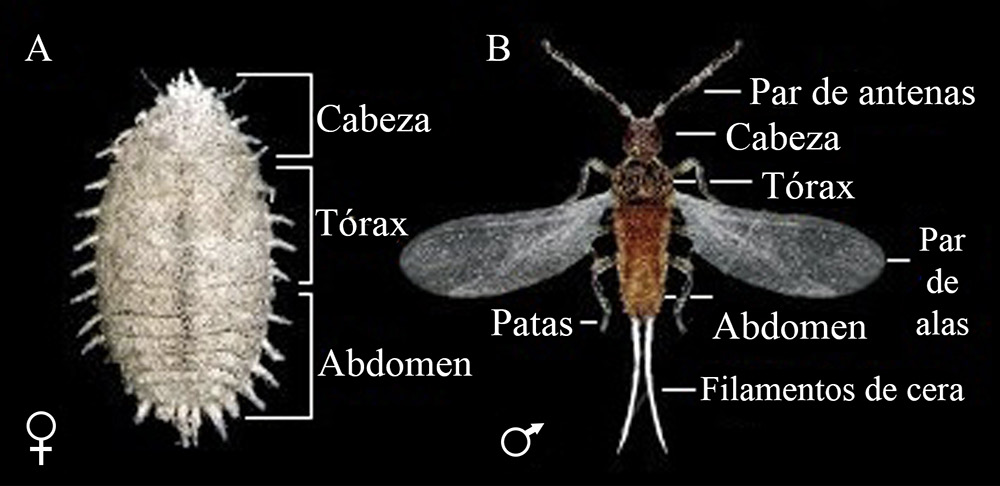 A
Cabeza
Tórax
Abdomen
♀
B
Par de antenas
Cabeza
Tórax
Par
de
alas
Patas
Abdomen
Filamentos de cera
♂